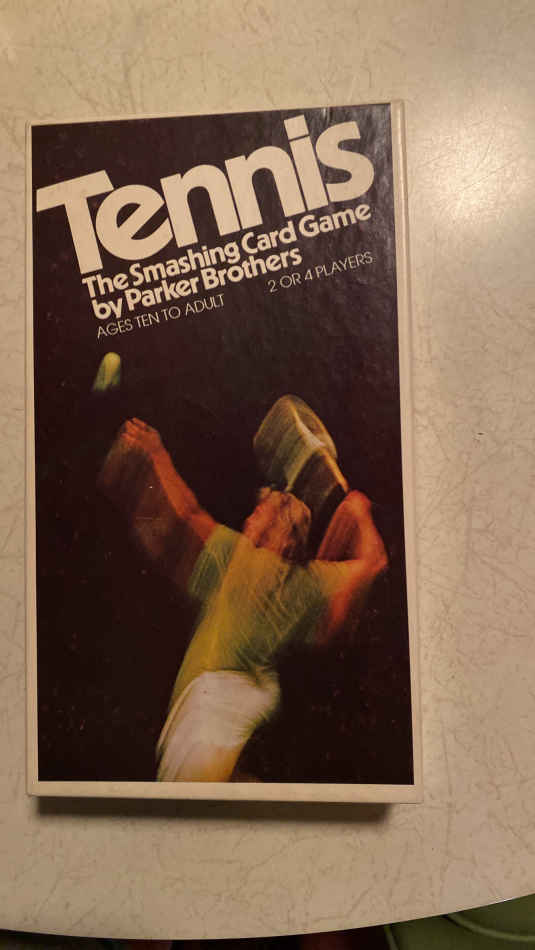 Tennis
The Smashing Card Game
by Parker Brothers
AGES TEN TO ADULT 2 OR 4 PLAYERS